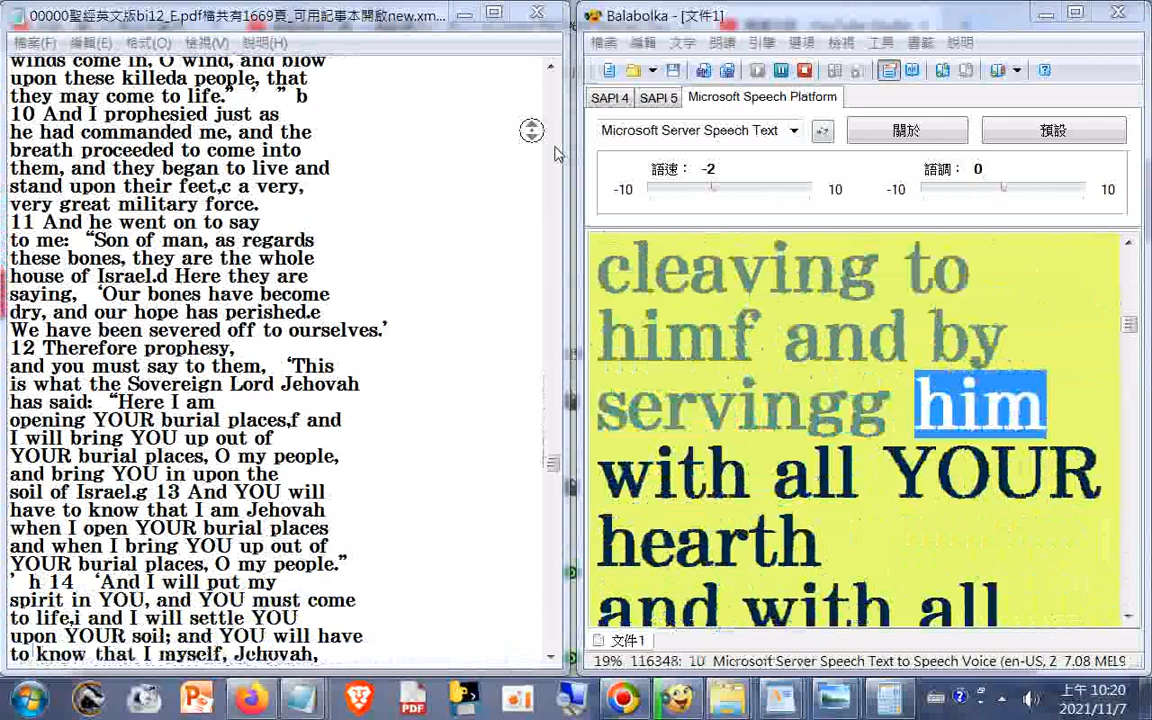 00000聖經英文版bi12_E.pdf檔共有1669頁_可用記事本開啟new.xm...
檔案(F) 編輯(E) 格式(O) 檢視(V) 說明(H)
winds come in, O wind, and blow
upon these killeda people, that
they may come to life.” ’ ” b
10 And I prophesied just as
he had commanded me, and the
breath proceeded to come into
them, and they began to live and
stand upon their feet,c a very,
very great military force.
11 And he went on to say
to me: “Son of man, as regards
these bones, they are the whole
house of Israel.d Here they are
saying, ‘Our bones have become
dry, and our hope has perished.e
We have been severed off to ourselves.’
12 Therefore prophesy,
and you must say to them, ‘This
is what the Sovereign Lord Jehovah
has said: “Here I am
opening YOUR burial places,f and
I will bring YOU up out of
YOUR burial places, O my people,
and bring YOU in upon the
soil of Israel.g 13 And YOU will
have to know that I am Jehovah
when I open YOUR burial places
and when I bring YOU up out of
YOUR burial places, O my people.”
’ h 14 ‘And I will put my
spirit in YOU, and YOU must come
to life,i and I will settle YOU
upon YOUR soil; and YOU will have
to know that I myself, Jehovah,
Balabolka - [文件1]
檔案 編輯 文字 朗讀 引擎 選項 檢視 工具 書籤 說明
SAPI 4 SAPI 5 Microsoft Speech Platform
Microsoft Server Speech Text 關於 預設
語速： -2 語調： 0
-10 10 -10 10
cleaving to
himf and by
servingg him
with all YOUR
hearth
and with all
文件1
19% 116348: 10 Microsoft Server Speech Text to Speech Voice (en-US, 2 7.08 ME
上午 10:20
2021/11/7